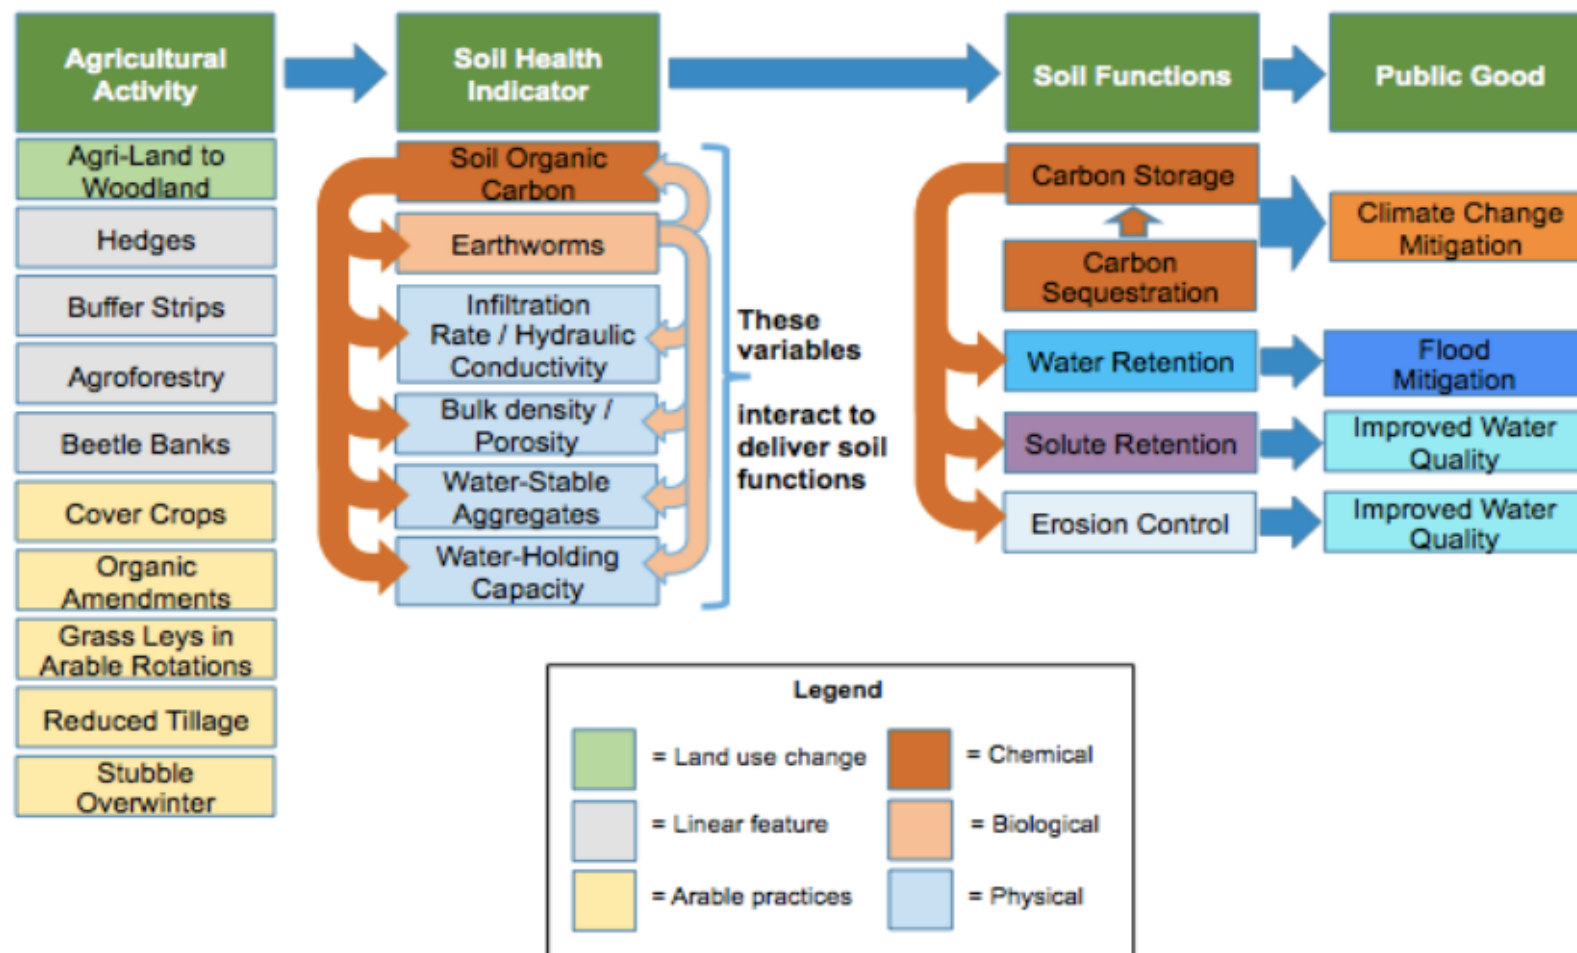 Agricultural
Activity
Soil Health
Indicator
Soil Functions
Public Good
Agri-Land to
Woodland
Hedges
Buffer Strips
Agroforestry
Beetle Banks
Cover Crops
Organic
Amendments
Grass Leys in
Arable Rotations
Reduced Tillage
Stubble
Overwinter
Soil Organic
Carbon
Earthworms
Infiltration
Rate / Hydraulic
Conductivity
Bulk density /
Porosity
Water-Stable
Aggregates
Water-Holding
Capacity
These
variables
interact to
deliver soil
functions
Carbon Storage
Carbon
Sequestration
Water Retention
Solute Retention
Erosion Control
Climate Change
Mitigation
Flood
Mitigation
Improved Water
Quality
Improved Water
Quality
Legend
= Land use change
= Linear feature
= Arable practices
= Chemical
= Biological
= Physical